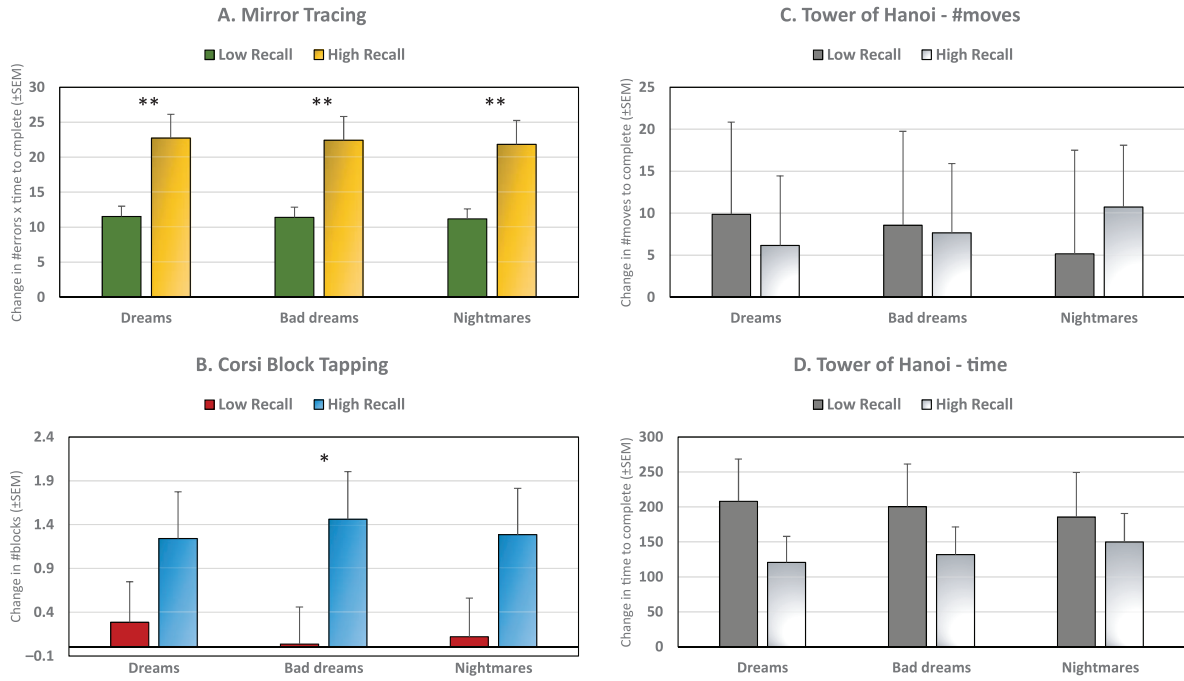 A. Mirror Tracing
Low Recall High Recall
Change in #errors x time to cmplete (±SEM)
30
25
20
15
10
5
0
** ** **
Dreams Bad dreams Nightmares
C. Tower of Hanoi - #moves
Low Recall High Recall
Change in #moves to complete (±SEM)
25
20
15
10
5
0
Dreams Bad dreams Nightmares
B. Corsi Block Tapping
Low Recall High Recall
Change in #blocks (±SEM)
2.4
1.9
1.4
0.9
0.4
–0.1
*
Dreams Bad dreams Nightmares
D. Tower of Hanoi - time
Low Recall High Recall
Change in time to complete (±SEM)
300
250
200
150
100
50
0
Dreams Bad dreams Nightmares